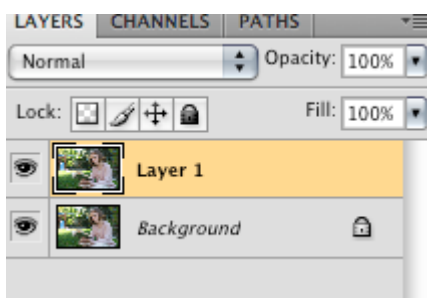 LAYERS CHANNELS PATHS
Normal Opacity: 100%
Lock: Fill: 100%
Layer 1
Background